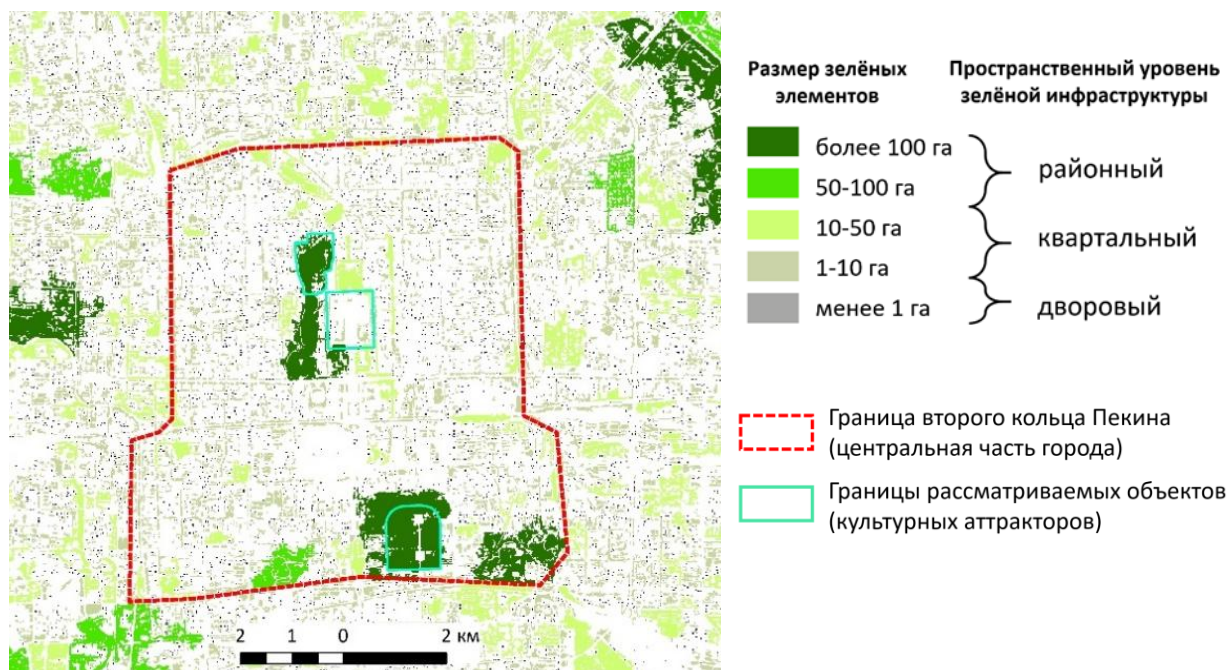 Размер зелёных элементов
Пространственный уровень зелёной инфраструктуры
более 100 га
50-100 га
10-50 га
1-10 га
менее 1 га
районный
квартальный
дворовый
Граница второго кольца Пекина
(центральная часть города)
Границы рассматриваемых объектов
(культурных аттракторов)
2 1 0 2 км